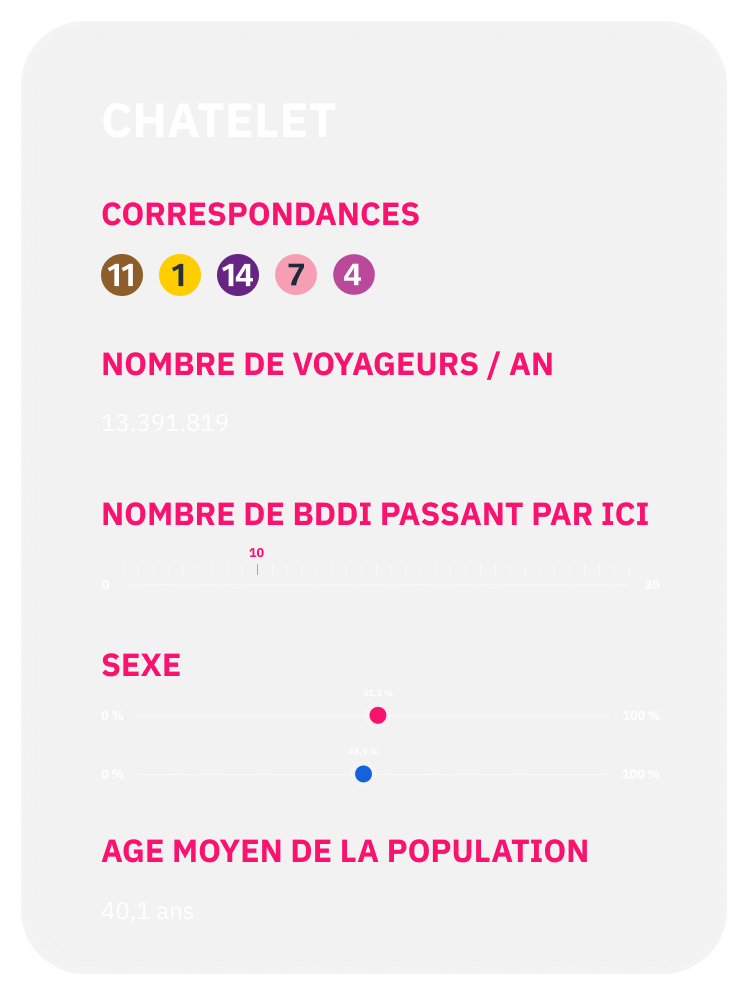 CHATELET
CORRESPONDANCES
11 1 14 7 4
NOMBRE DE VOYAGEURS / AN
13.391.819
NOMBRE DE BDDI PASSANT PAR ICI
10
0 35
SEXE
51,1 %
0 % 100 %
48,9 %
0 % 100 %
AGE MOYEN DE LA POPULATION
40,1 ans